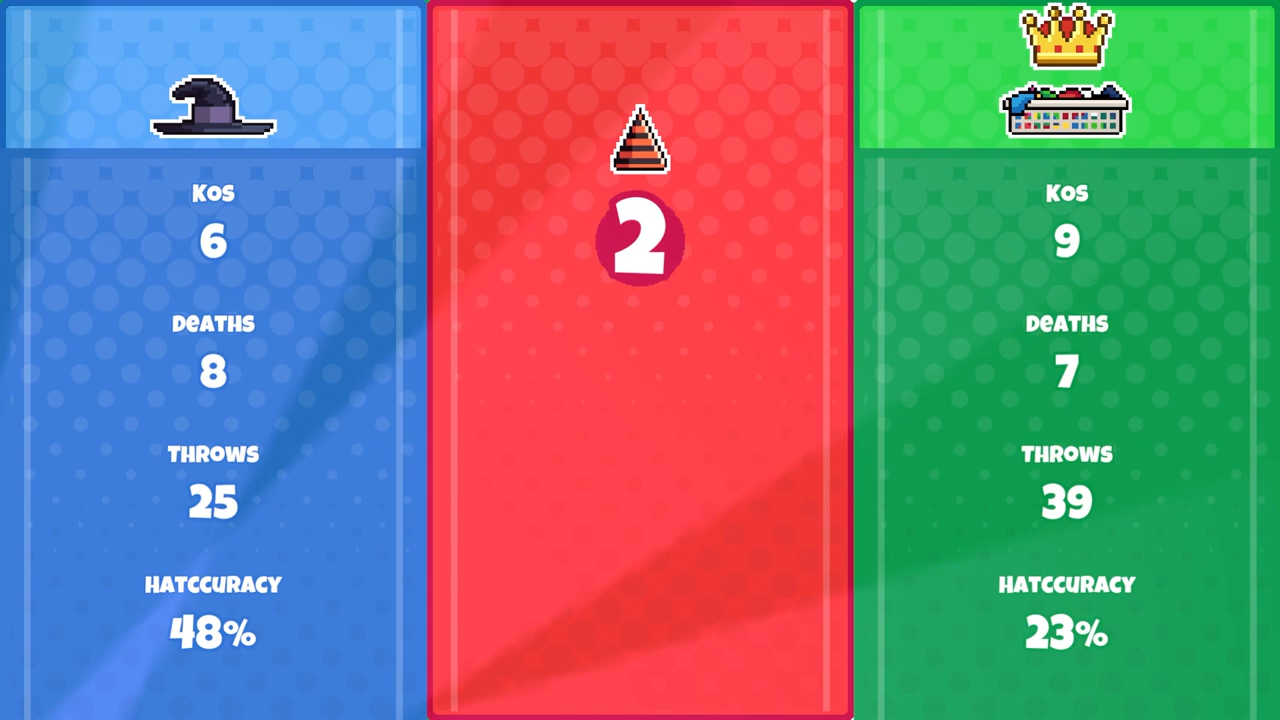 KOs
6
Deaths
8
Throws
25
Hatccuracy
48%
2
KOs
9
Deaths
7
Throws
39
Hatccuracy
23%